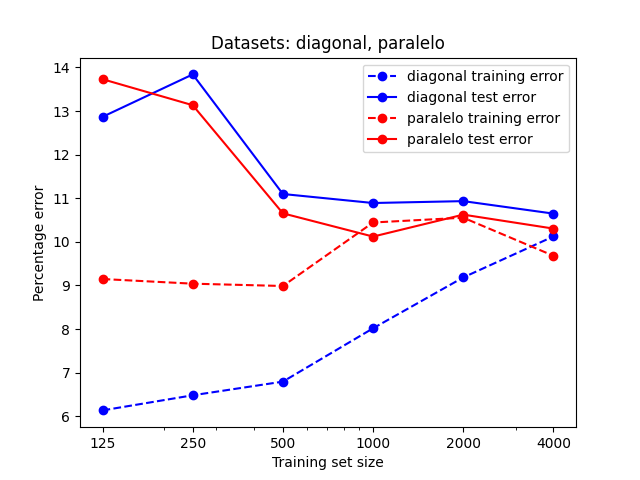 Datasets: diagonal, paralelo
diagonal training error
diagonal test error
paralelo training error
paralelo test error
Percentage error
14
13
12
11
10
9
8
7
6
125 250 500 1000 2000 4000
Training set size